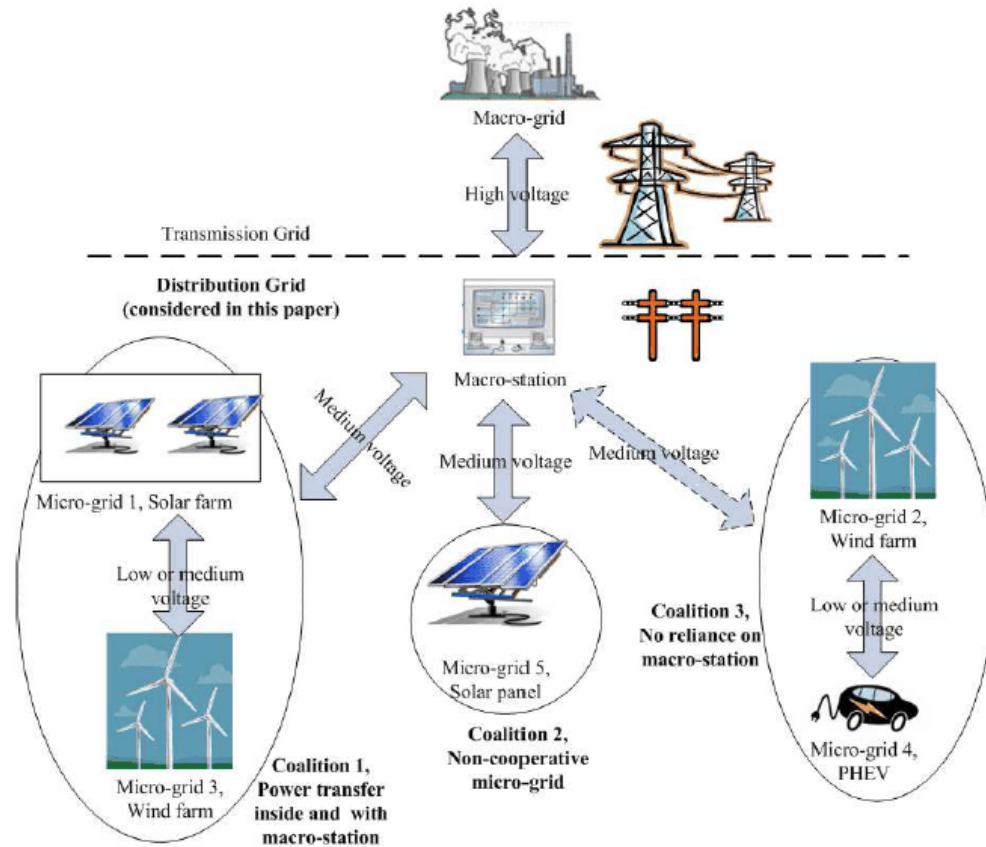 Macro-grid
High voltage
Transmission Grid
Distribution Grid
(considered in this paper)
Macro-station
Medium voltage
Medium voltage
Medium voltage
Micro-grid 1, Solar farm
Low or medium
voltage
Micro-grid 3,
Wind farm
Coalition 1,
Power transfer
inside and with
macro-station
Micro-grid 5,
Solar panel
Coalition 2,
Non-cooperative
micro-grid
Coalition 3,
No reliance on
macro-station
Micro-grid 2,
Wind farm
Low or medium
voltage
Micro-grid 4,
PHEV